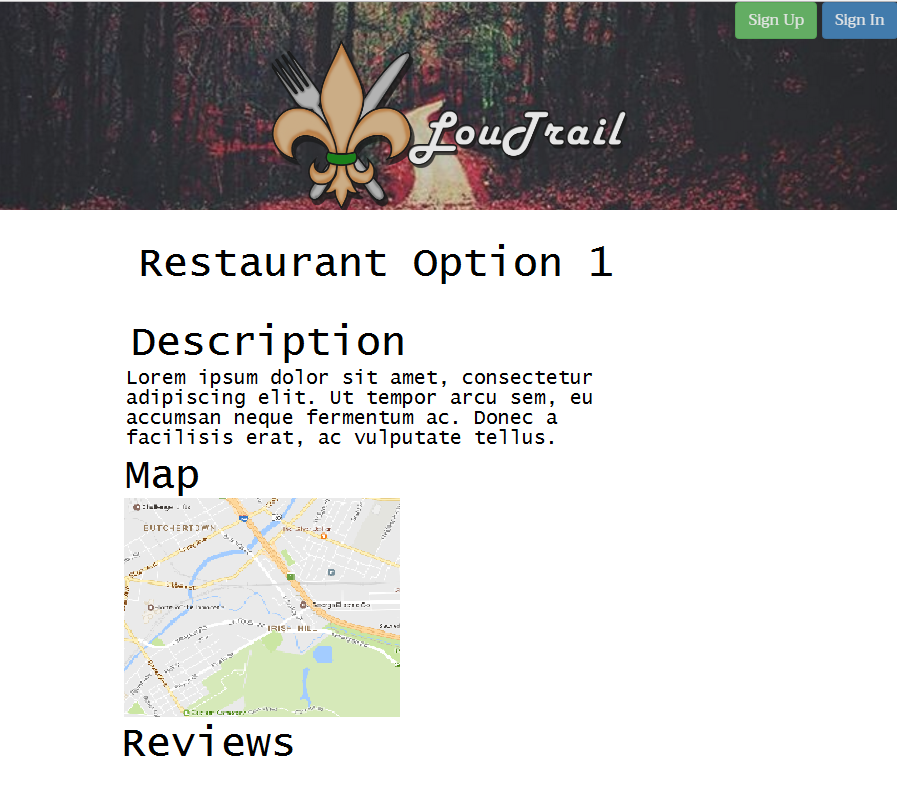 Sign Up Sign In
LouTrail
Restaurant Option 1
Description
Lorem ipsum dolor sit amet, consectetur
adipiscing elit. Ut tempor arcu sem, eu
accumsan neque fermentum ac. Donec a
facilisis erat, ac vulputate tellus.
Map
BUTCHERTOWN
IRISH HILL
Reviews